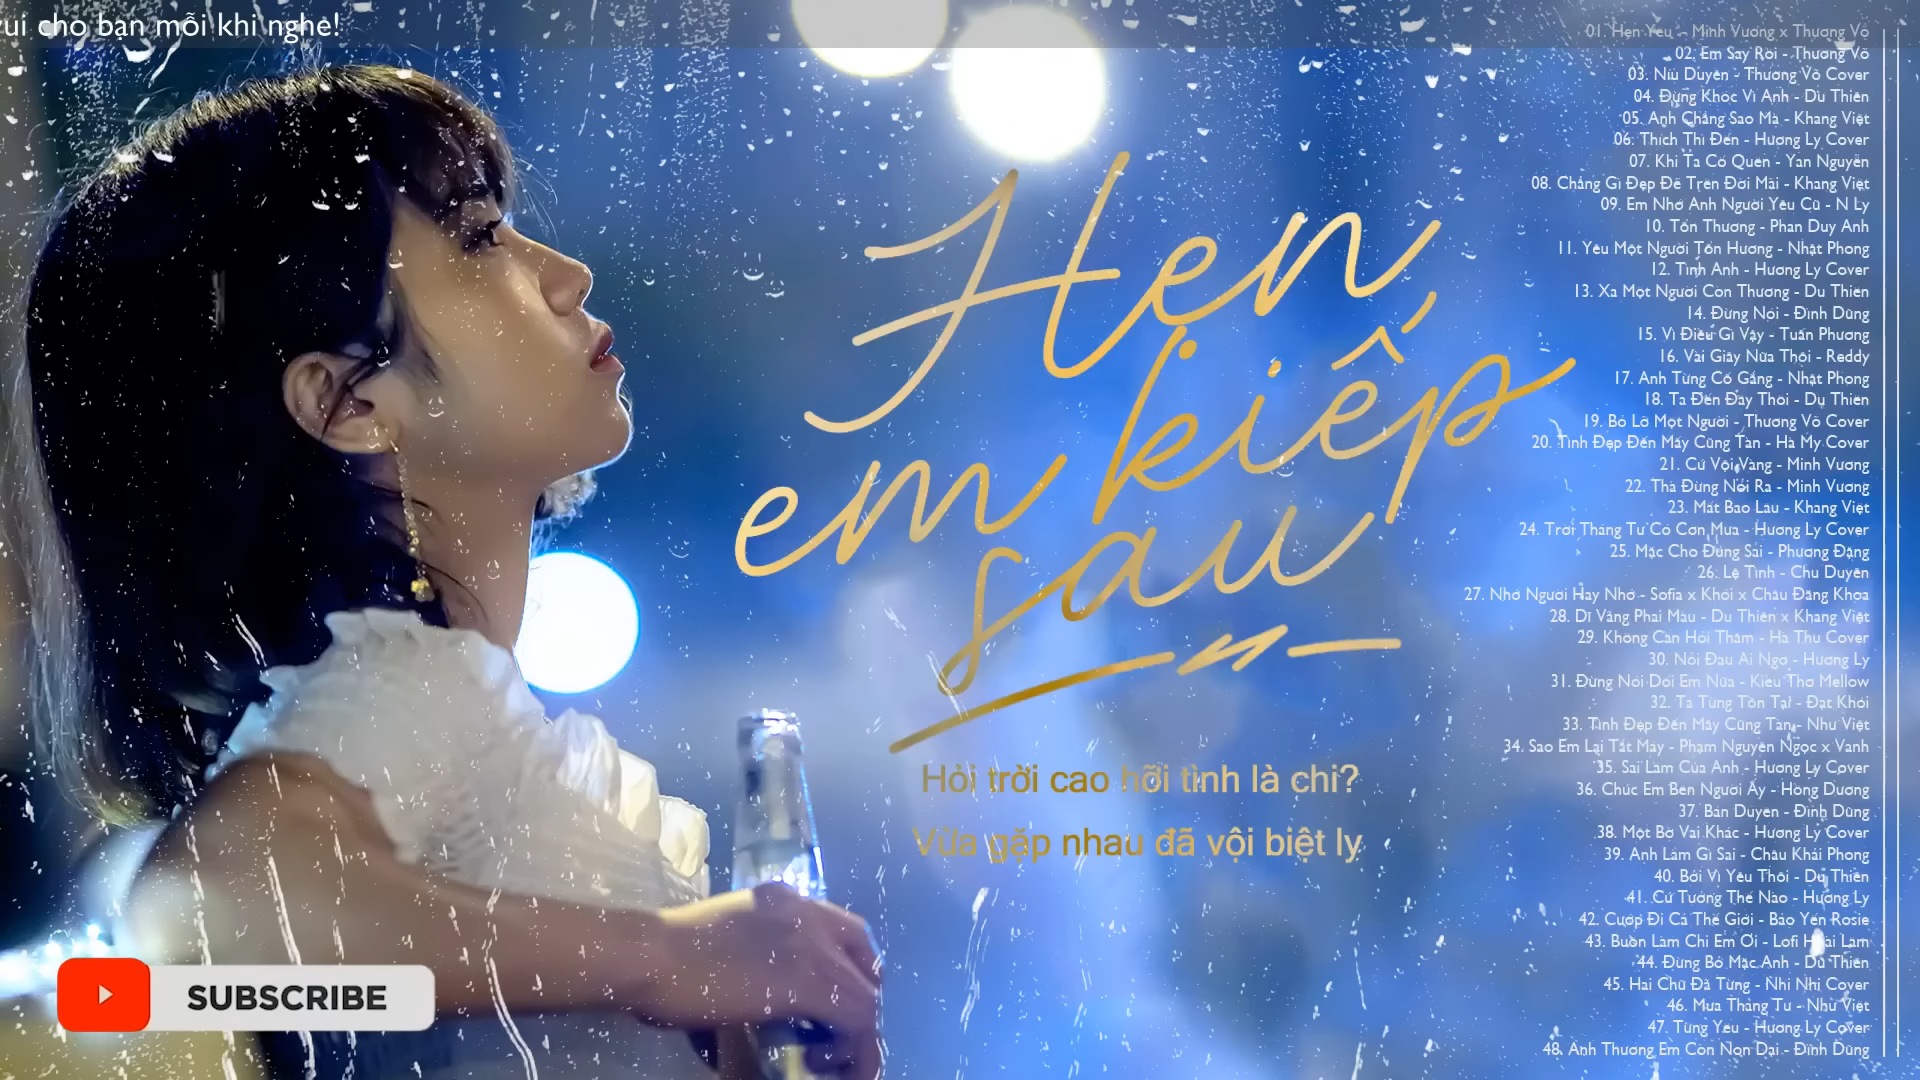 vui cho bạn mỗi khi nghe!
Hẹn
em kiếp
sau
Hỏi trời cao hỡi tình là chi?
Vừa gặp nhau đã vội biệt ly
SUBSCRIBE
01. Hẹn Yêu - Minh Vương x Thương Võ
02. Em Say Rồi - Thương Võ
03. Níu Duyên - Thương Võ Cover
04. Đừng Khóc Vì Anh - Du Thiên
05. Anh Chẳng Sao Mà - Khang Việt
06. Thích Thì Đến - Hương Ly Cover
07. Khi Ta Cố Quên - Yan Nguyễn
08. Chẳng Gì Đẹp Đẽ Trên Đời Mãi - Khang Việt
09. Em Nhớ Anh Người Yêu Cũ - N Ly
10. Tổn Thương - Phan Duy Anh
11. Yêu Một Người Tổn Hương - Nhật Phong
12. Tình Anh - Hương Ly Cover
13. Xa Một Người Còn Thương - Du Thiên
14. Đừng Nói - Đình Dũng
15. Vì Điều Gì Vậy - Tuấn Phương
16. Vài Giây Nữa Thôi - Reddy
17. Anh Từng Cố Gắng - Nhật Phong
18. Ta Đến Đây Thôi - Du Thiên
19. Bỏ Lỡ Một Người - Thương Võ Cover
20. Tình Đẹp Đến Mấy Cũng Tàn - Hà My Cover
21. Cứ Vội Vàng - Minh Vương
22. Thà Đừng Nói Ra - Minh Vương
23. Mất Bao Lâu - Khang Việt
24. Trời Tháng Tư Có Cơn Mưa - Hương Ly Cover
25. Mặc Cho Đúng Sai - Phương Đặng
26. Lệ Tình - Chu Duyên
27. Nhớ Người Hay Nhớ - Sofia x Khói x Châu Đăng Khoa
28. Dĩ Vãng Phai Màu - Du Thiên x Khang Việt
29. Không Cần Hỏi Thăm - Hà Thu Cover
30. Nỗi Đau Ai Ngờ - Hương Ly
31. Đừng Nói Dối Em Nữa - Kiều Thơ Mellow
32. Ta Từng Tồn Tại - Đạt Khói
33. Tình Đẹp Đến Mấy Cũng Tàn - Như Việt
34. Sao Em Lại Tắt Máy - Phạm Nguyên Ngọc x Vanh
35. Sai Lầm Của Anh - Hương Ly Cover
36. Chúc Em Bên Người Ấy - Hồng Dương
37. Bạn Duyên - Đình Dũng
38. Một Bờ Vai Khác - Hương Ly Cover
39. Anh Làm Gì Sai - Châu Khải Phong
40. Bởi Vì Yêu Thôi - Du Thiên
41. Cứ Tưởng Thế Nào - Hương Ly
42. Cướp Đi Cả Thế Giới - Bảo Yến Rosie
43. Buồn Làm Chi Em Ơi - Lofi Hoài Lâm
44. Đừng Bỏ Mặc Anh - Du Thiên
45. Hai Chữ Đã Từng - Nhi Nhi Cover
46. Mưa Tháng Tư - Như Việt
47. Từng Yêu - Hương Ly Cover
48. Anh Thương Em Còn Non Dại - Đình Dũng